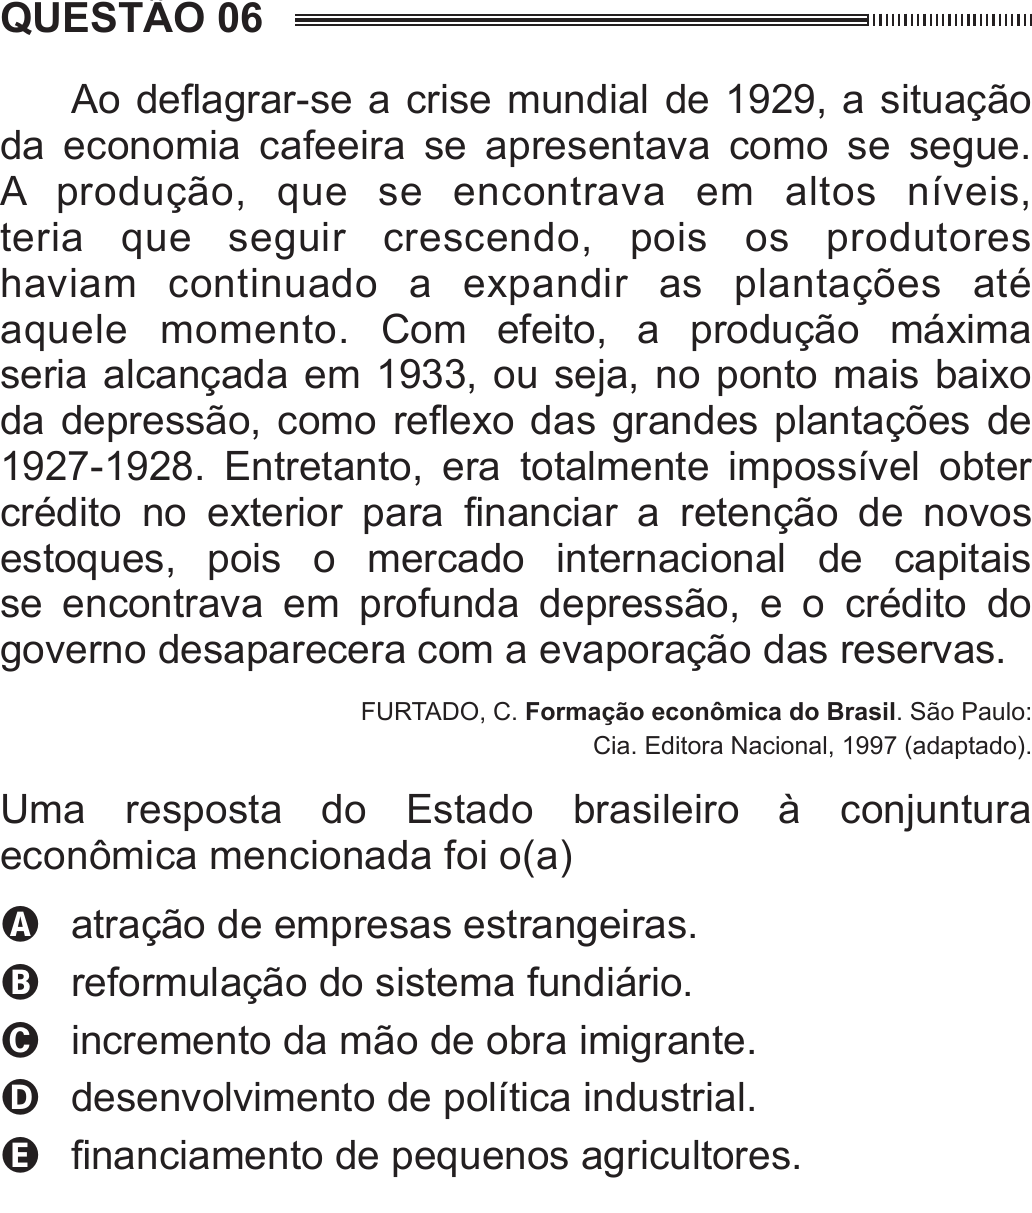 QUESTÃO 06
Ao deflagrar-se a crise mundial de 1929, a situação
da economia cafeeira se apresentava como se segue.
A produção, que se encontrava em altos níveis,
teria que seguir crescendo, pois os produtores
haviam continuado a expandir as plantações até
aquele momento. Com efeito, a produção máxima
seria alcançada em 1933, ou seja, no ponto mais baixo
da depressão, como reflexo das grandes plantações de
1927-1928. Entretanto, era totalmente impossível obter
crédito no exterior para financiar a retenção de novos
estoques, pois o mercado internacional de capitais
se encontrava em profunda depressão, e o crédito do
governo desaparecera com a evaporação das reservas.
FURTADO, C. Formação econômica do Brasil. São Paulo:
Cia. Editora Nacional, 1997 (adaptado).
Uma resposta do Estado brasileiro à conjuntura
econômica mencionada foi o(a)
A atração de empresas estrangeiras.
B reformulação do sistema fundiário.
C incremento da mão de obra imigrante.
D desenvolvimento de política industrial.
E financiamento de pequenos agricultores.